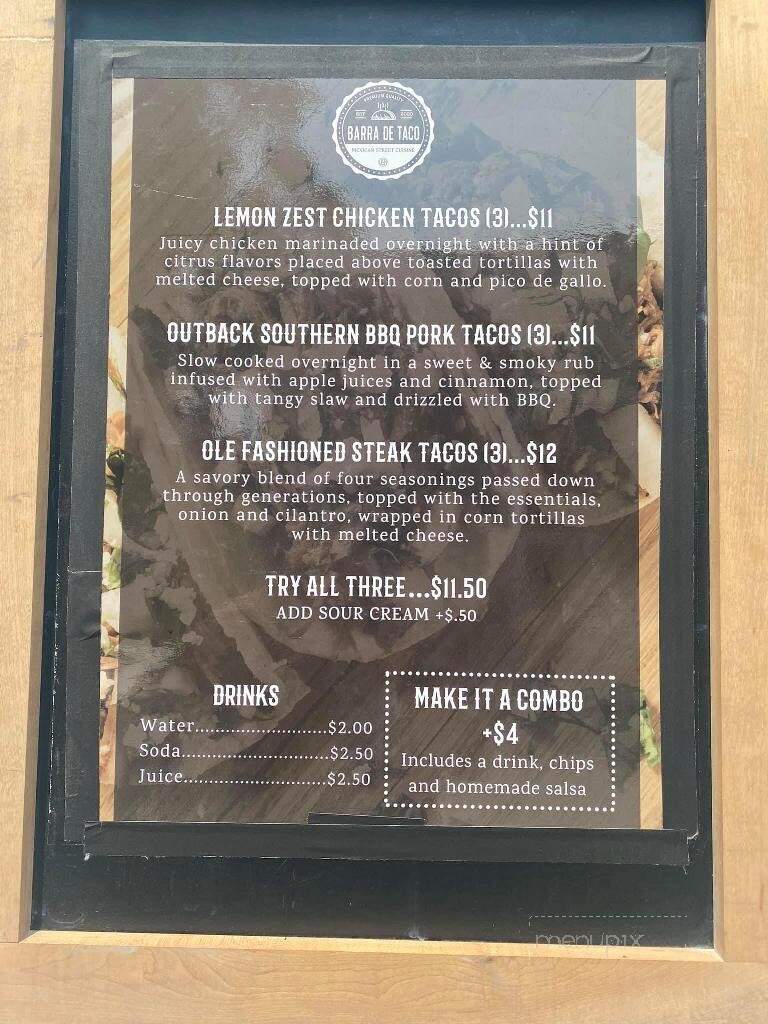 PREMIUM QUALITY
EST 2020
BARRA DE TACO
MEXICAN STREET CUISINE
LEMON ZEST CHICKEN TACOS (3)...$11
Juicy chicken marinaded overnight with a hint of
citrus flavors placed above toasted tortillas with
melted cheese, topped with corn and pico de gallo.
OUTBACK SOUTHERN BBQ PORK TACOS (3)...$11
Slow cooked overnight in a sweet & smoky rub
infused with apple juices and cinnamon, topped
with tangy slaw and drizzled with BBQ.
OLE FASHIONED STEAK TACOS (3)...$12
A savory blend of four seasonings passed down
through generations, topped with the essentials,
onion and cilantro, wrapped in corn tortillas
with melted cheese.
TRY ALL THREE...$11.50
ADD SOUR CREAM +$.50
DRINKS
Water...........................$2.00
Soda..............................$2.50
Juice.............................$2.50
MAKE IT A COMBO
+$4
Includes a drink, chips
and homemade salsa
menupix